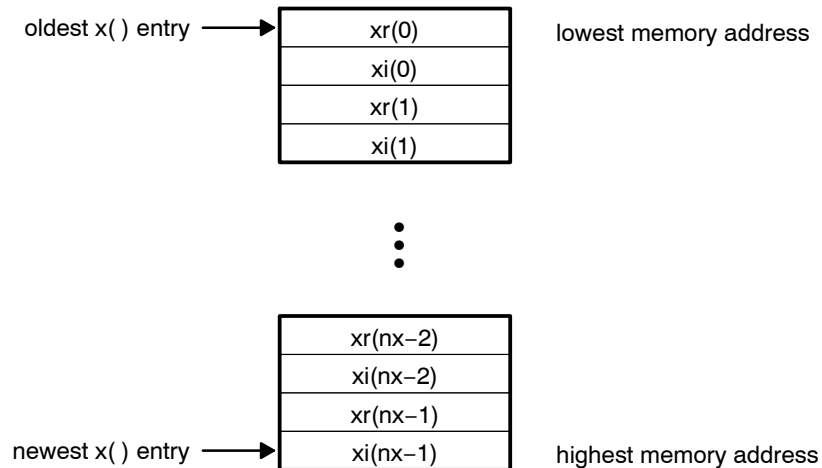 oldest x( ) entry xr(0) lowest memory address
xi(0)
xr(1)
xi(1)
xr(nx−2)
xi(nx−2)
xr(nx−1)
newest x( ) entry xi(nx−1) highest memory address